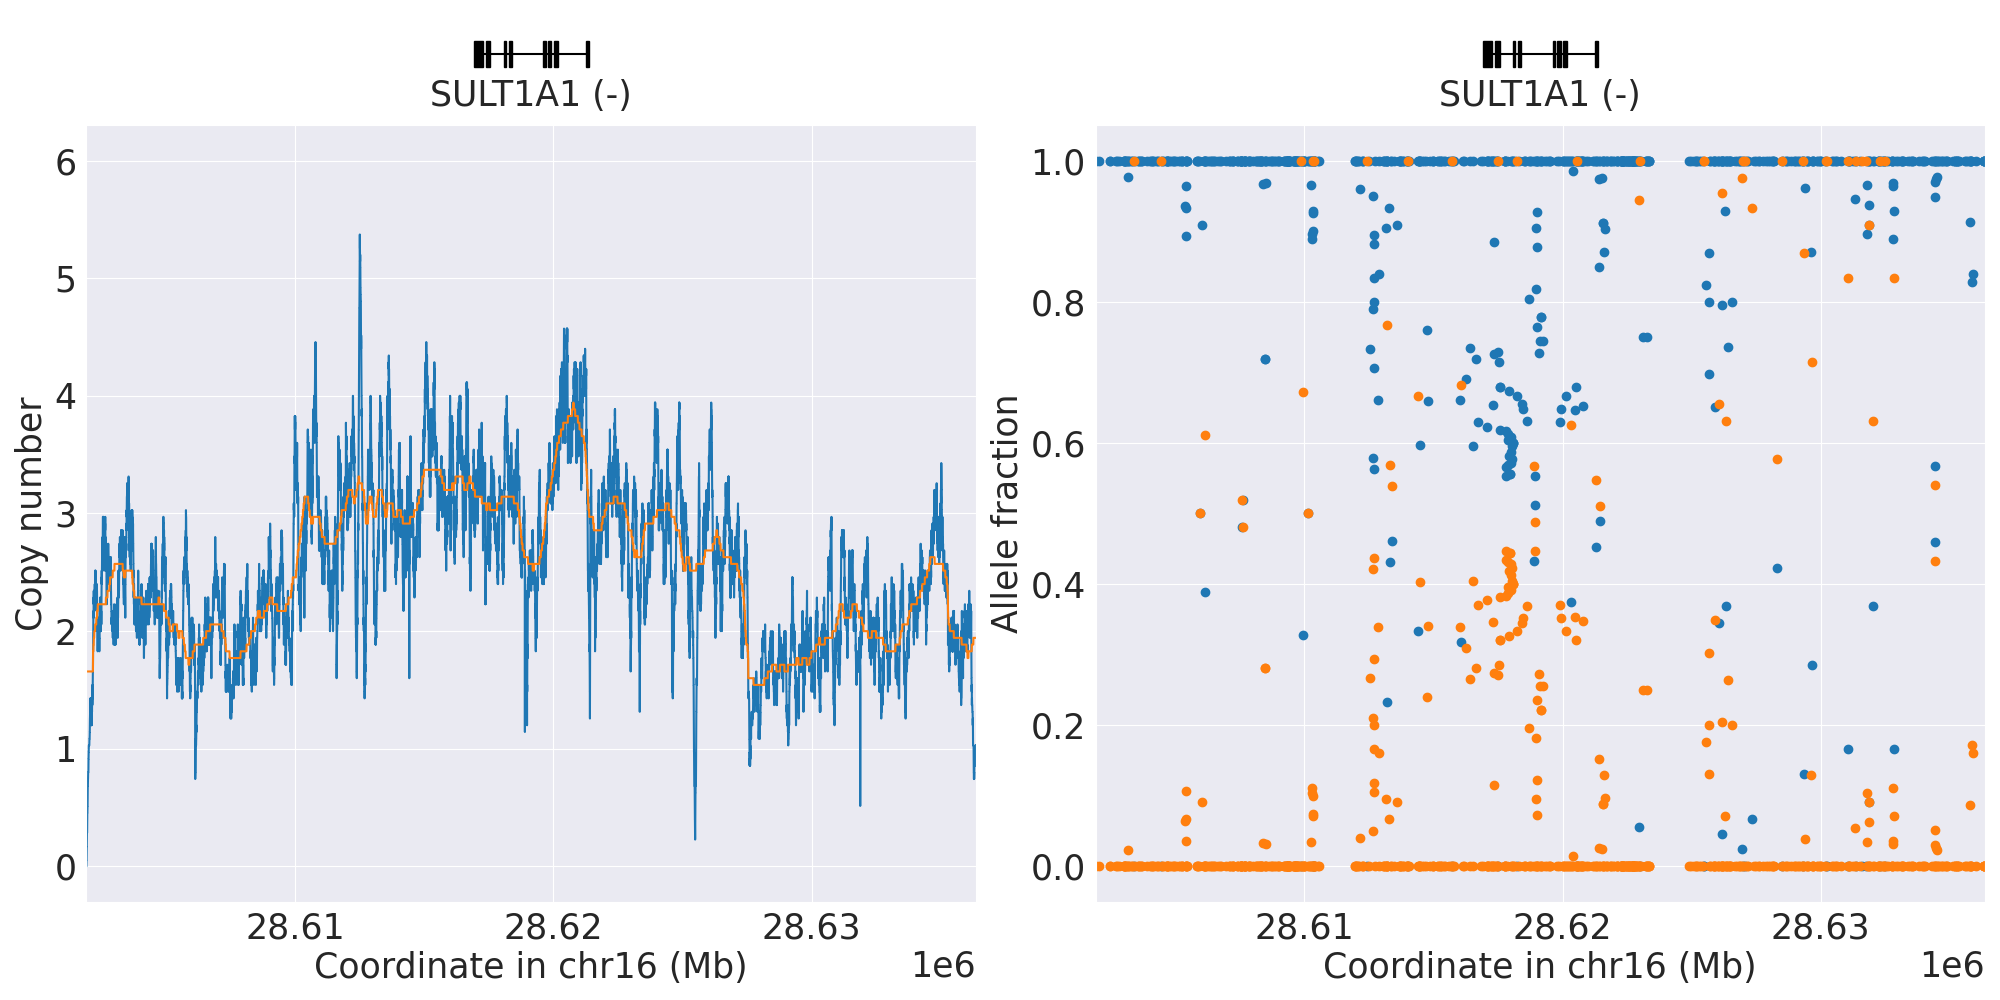 SULT1A1 (-)
Copy number
6
5
4
3
2
1
0
28.61
28.62
28.63
Coordinate in chr16 (Mb)
1e6
SULT1A1 (-)
Allele fraction
1.0
0.8
0.6
0.4
0.2
0.0
28.61
28.62
28.63
Coordinate in chr16 (Mb)
1e6